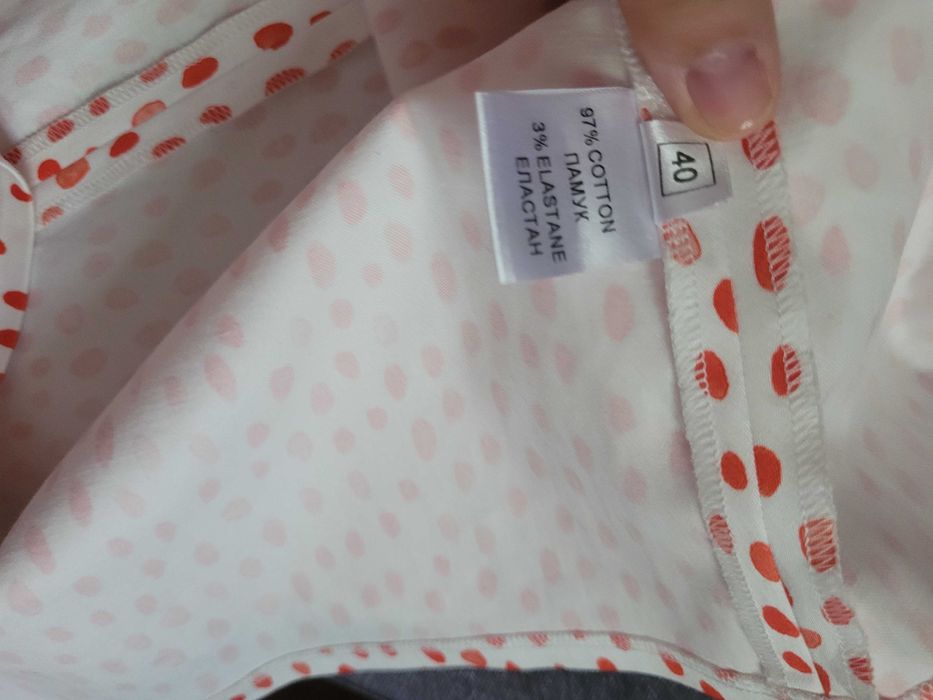 97% COTTON
ПАМУК
3% ELASTANE
ЕЛАСТАН
40